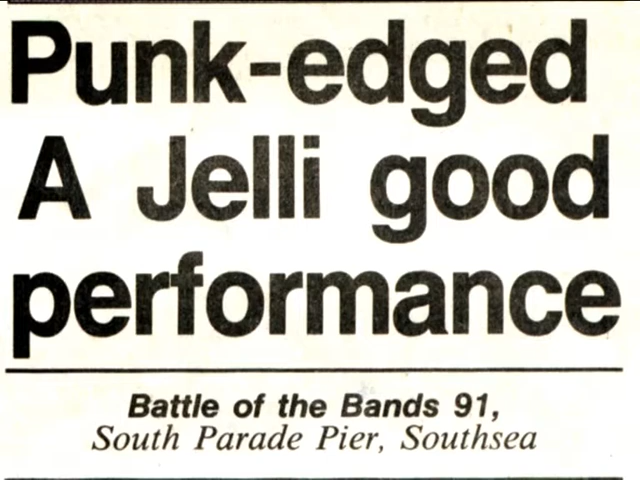 Punk-edged
A Jelli good
performance
Battle of the Bands 91,
South Parade Pier, Southsea